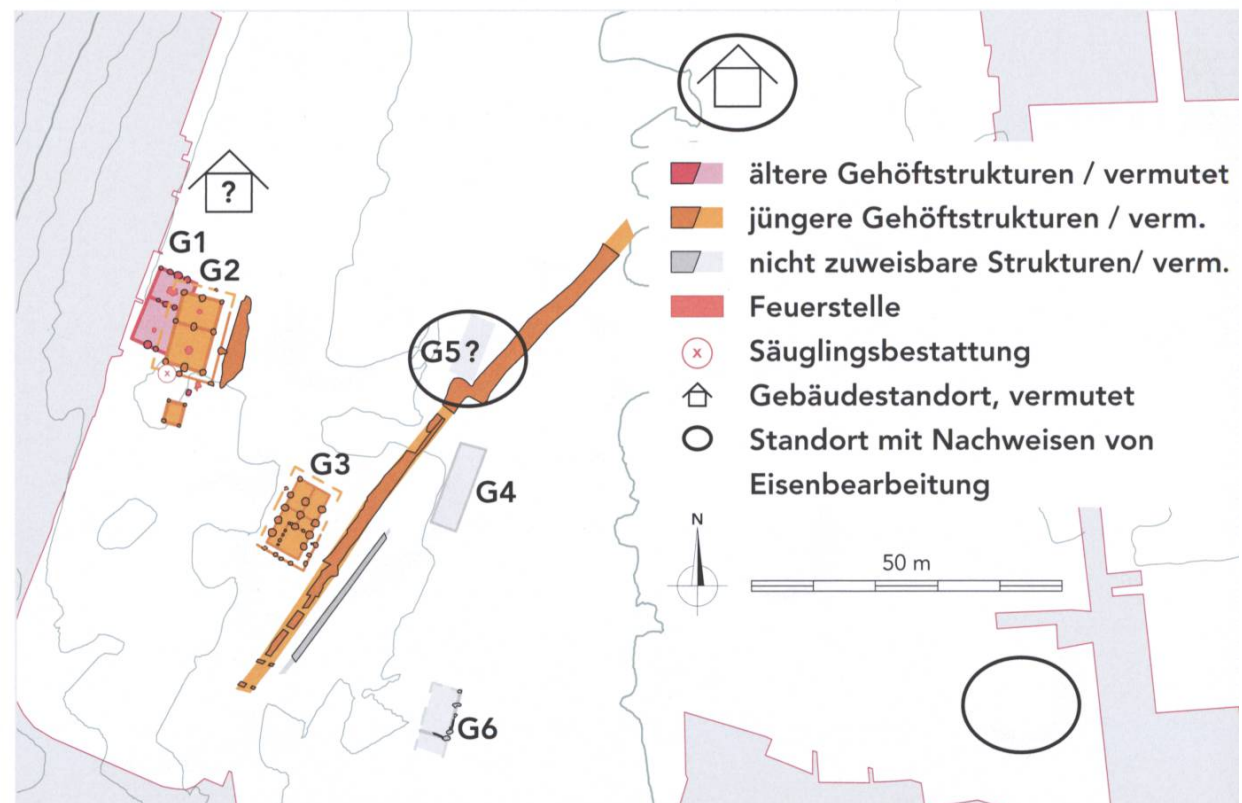 ?
G1
G2
G5?
G3
G4
G6
ältere Gehöftstrukturen / vermutet
jüngere Gehöftstrukturen / verm.
nicht zuweisbare Strukturen/ verm.
Feuerstelle
x Säuglingsbestattung
Gebäudestandort, vermutet
Standort mit Nachweisen von
Eisenbearbeitung
N
50 m
x